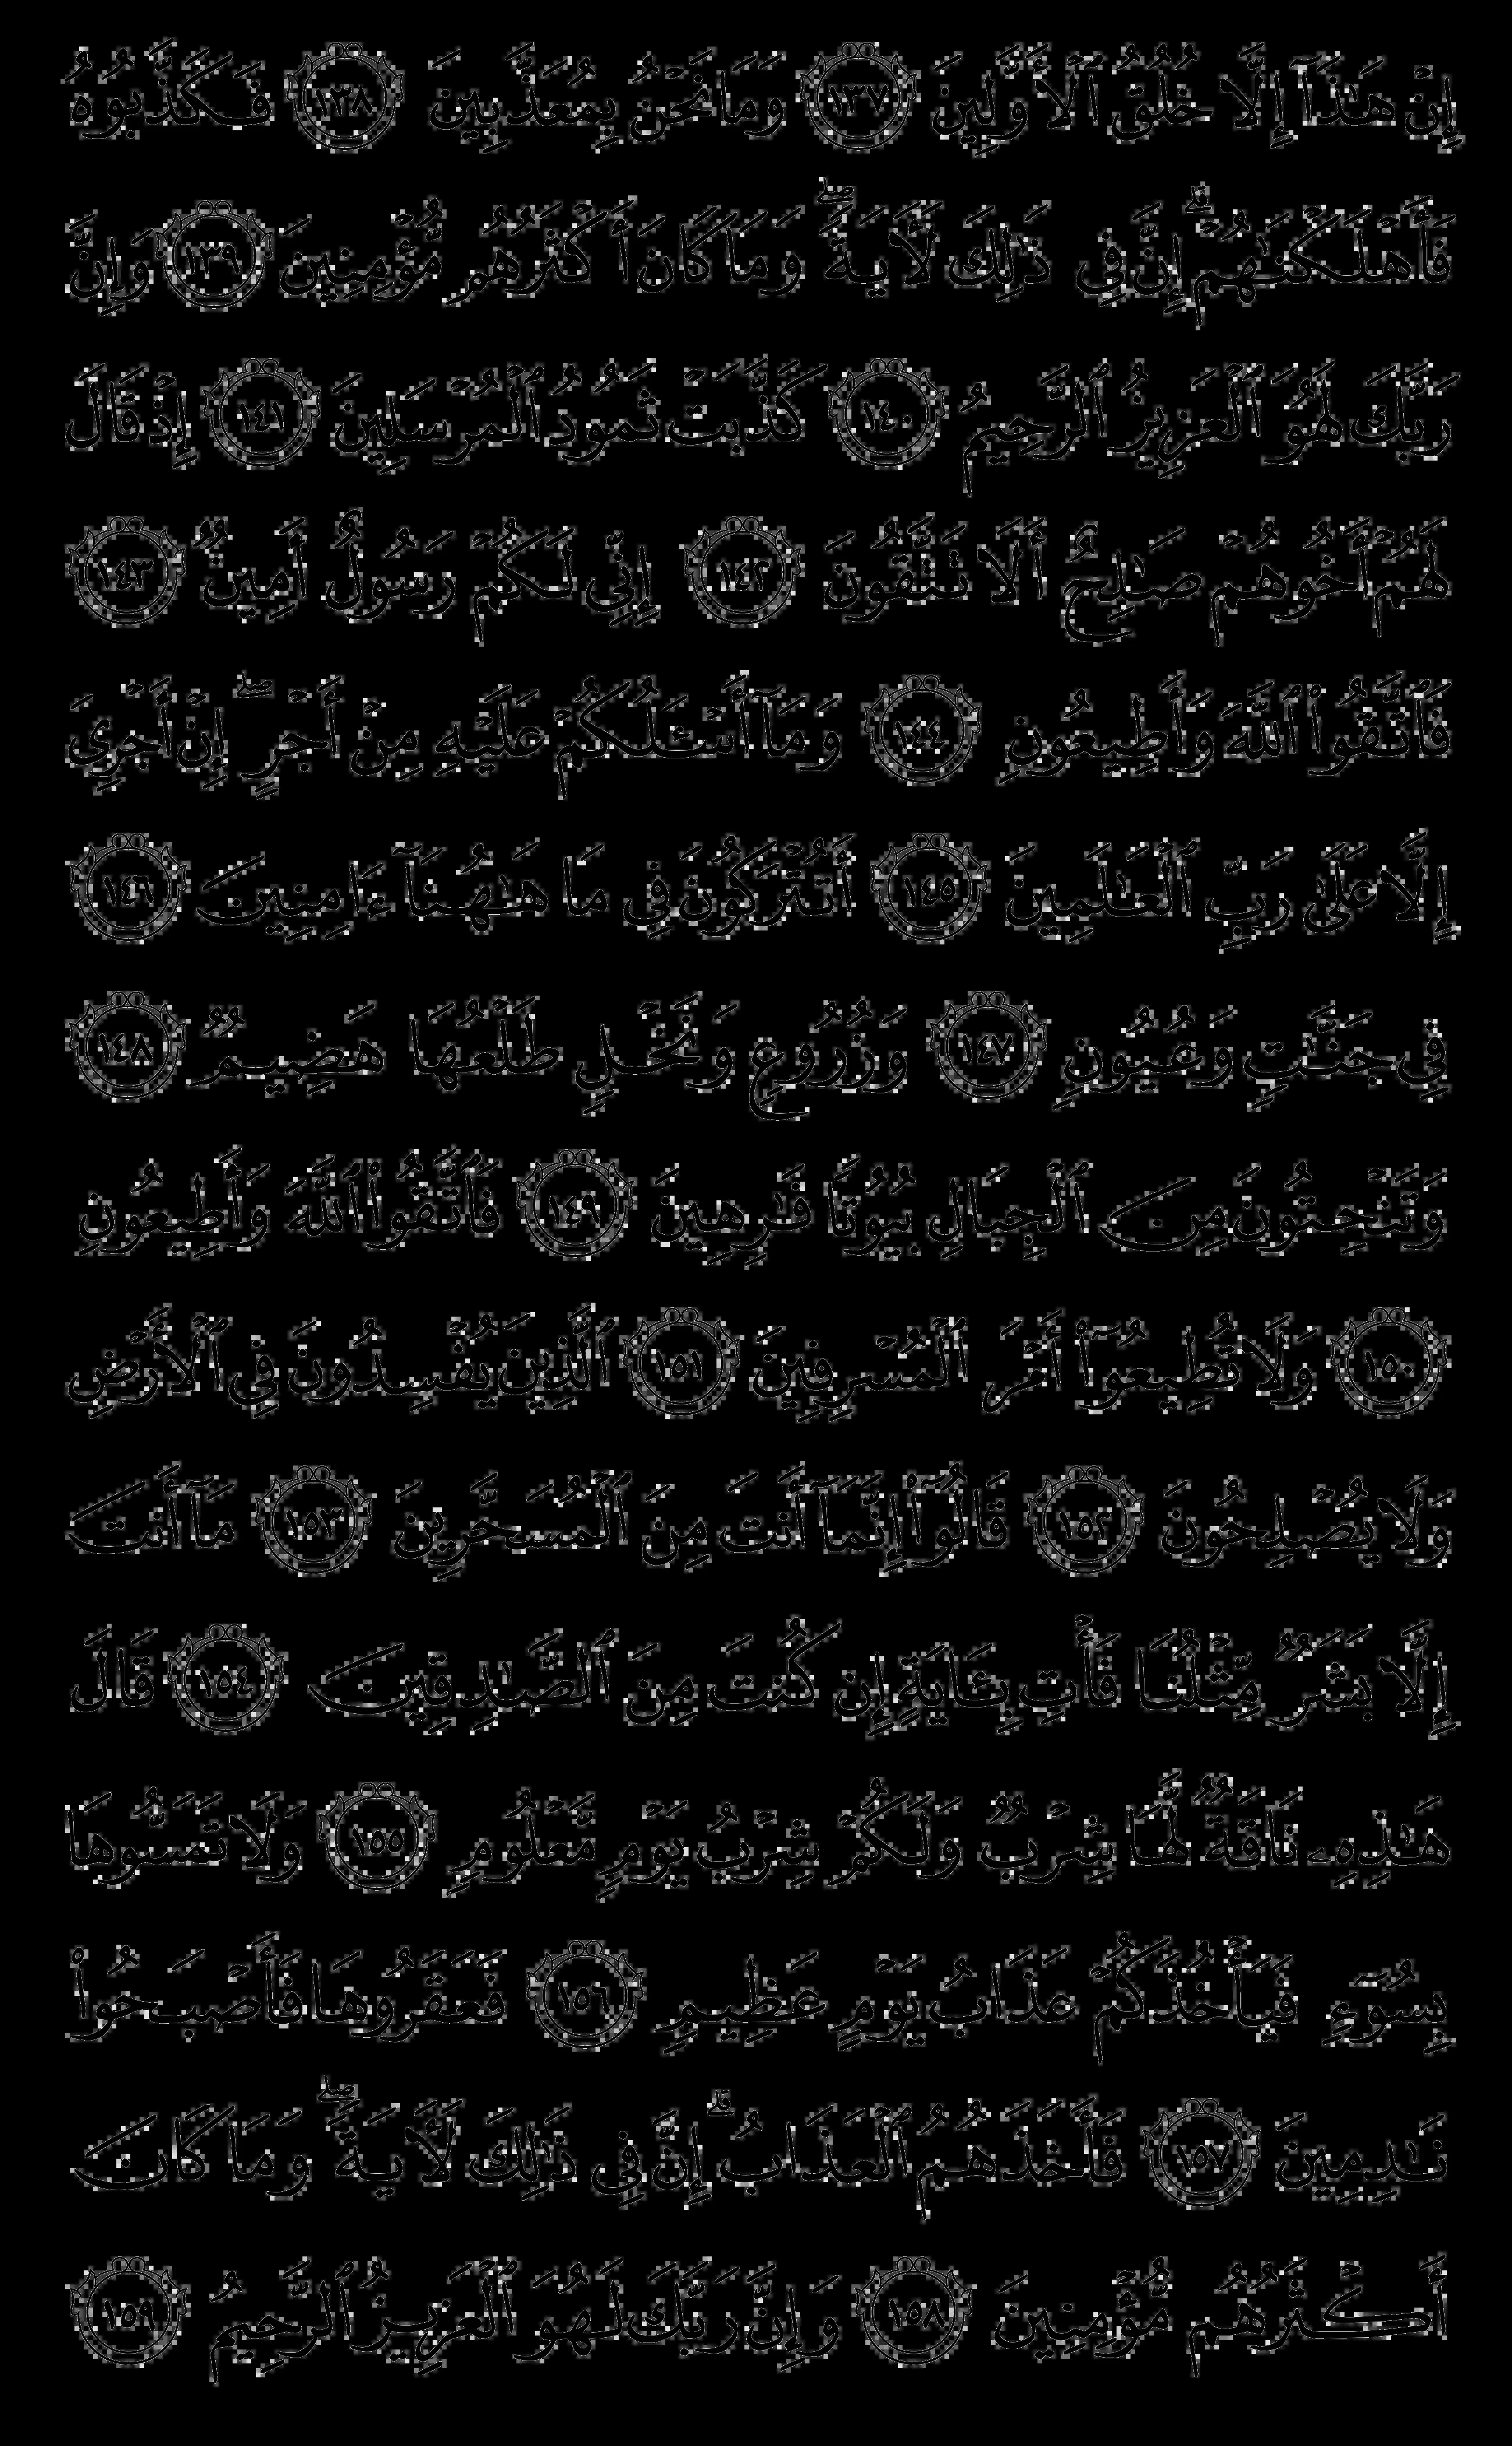 إِنْ هَـٰذَآ إِلَّا خُلُقُ ٱلْأَوَّلِينَ ١٣٧ وَمَا نَحْنُ بِمُعَذَّبِينَ ١٣٨ فَكَذَّبُوهُ
فَأَهْلَكْنَـٰهُمْ ۗ إِنَّ فِى ذَٰلِكَ لَـَٔايَةً ۖ وَمَا كَانَ أَكْثَرُهُم مُّؤْمِنِينَ ١٣٩ وَإِنَّ
رَبَّكَ لَهُوَ ٱلْعَزِيزُ ٱلرَّحِيمُ ١٤٠ كَذَّبَتْ ثَمُودُ ٱلْمُرْسَلِينَ ١٤١ إِذْ قَالَ
لَهُمْ أَخُوهُمْ صَـٰلِحٌ أَلَا تَتَّقُونَ ١٤٢ إِنِّى لَكُمْ رَسُولٌ أَمِينٌ ١٤٣
فَٱتَّقُوا۟ ٱللَّهَ وَأَطِيعُونِ ١٤٤ وَمَآ أَسْـَٔلُكُمْ عَلَيْهِ مِنْ أَجْرٍ ۖ إِنْ أَجْرِىَ
إِلَّا عَلَىٰ رَبِّ ٱلْعَـٰلَمِينَ ١٤٥ أَتُتْرَكُونَ فِى مَا هَـٰهُنَآ ءَامِنِينَ ١٤٦
فِى جَنَّـٰتٍ وَعُيُونٍ ١٤٧ وَزُرُوعٍ وَنَخْلٍ طَلْعُهَا هَضِيمٌ ١٤٨
وَتَنْحِتُونَ مِنَ ٱلْجِبَالِ بُيُوتًا فَـٰرِهِينَ ١٤٩ فَٱتَّقُوا۟ ٱللَّهَ وَأَطِيعُونِ
١٥٠ وَلَا تُطِيعُوٓا۟ أَمْرَ ٱلْمُسْرِفِينَ ١٥١ ٱلَّذِينَ يُفْسِدُونَ فِى ٱلْأَرْضِ
وَلَا يُصْلِحُونَ ١٥٢ قَالُوٓا۟ إِنَّمَآ أَنتَ مِنَ ٱلْمُسَحَّرِينَ ١٥٣ مَآ أَنتَ
إِلَّا بَشَرٌ مِّثْلُنَا فَأْتِ بِـَٔايَةٍ إِن كُنتَ مِنَ ٱلصَّـٰدِقِينَ ١٥٤ قَالَ
هَـٰذِهِۦ نَاقَةٌ لَّهَا شِرْبٌ وَلَكُمْ شِرْبُ يَوْمٍ مَّعْلُومٍ ١٥٥ وَلَا تَمَسُّوهَا
بِسُوٓءٍ فَيَأْخُذَكُمْ عَذَابُ يَوْمٍ عَظِيمٍ ١٥٦ فَعَقَرُوهَا فَأَصْبَحُوا۟
نَـٰدِمِينَ ١٥٧ فَأَخَذَهُمُ ٱلْعَذَابُ ۗ إِنَّ فِى ذَٰلِكَ لَـَٔايَةً ۖ وَمَا كَانَ
أَكْثَرُهُم مُّؤْمِنِينَ ١٥٨ وَإِنَّ رَبَّكَ لَهُوَ ٱلْعَزِيزُ ٱلرَّحِيمُ ١٥٩